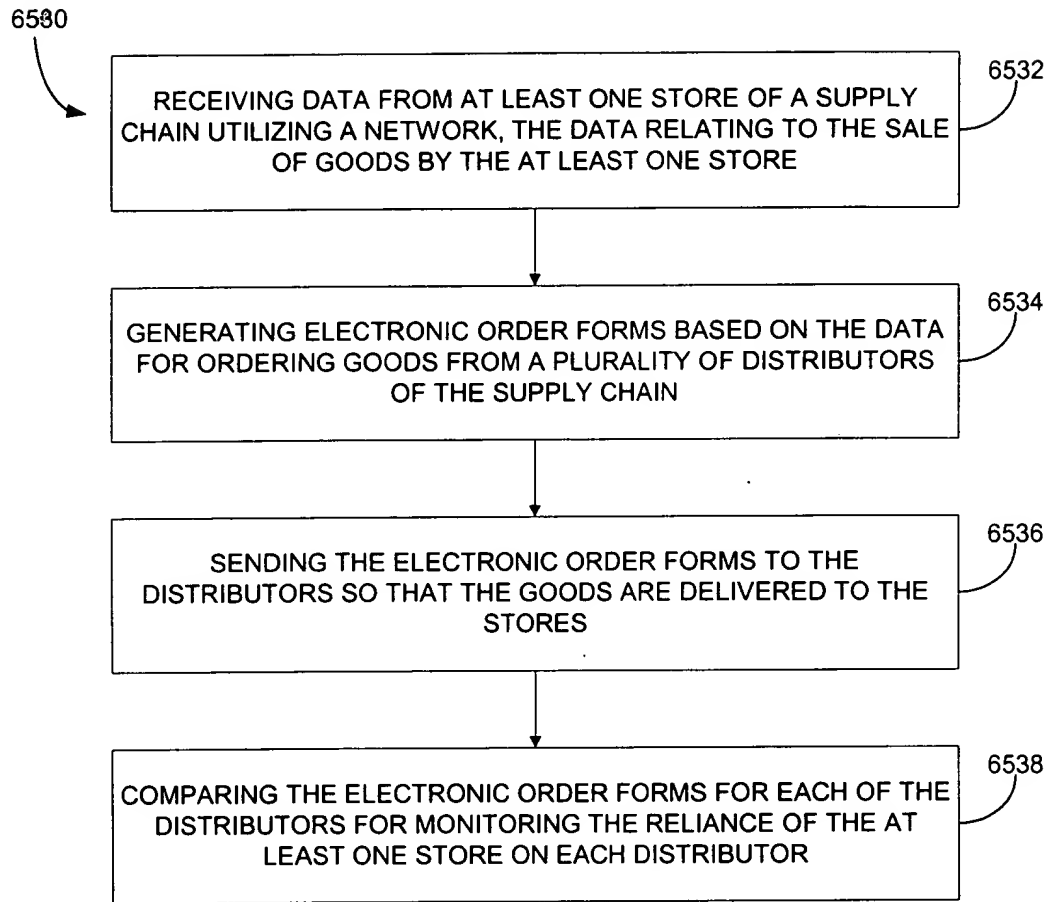 6530
6532
RECEIVING DATA FROM AT LEAST ONE STORE OF A SUPPLY
CHAIN UTILIZING A NETWORK, THE DATA RELATING TO THE SALE
OF GOODS BY THE AT LEAST ONE STORE
6534
GENERATING ELECTRONIC ORDER FORMS BASED ON THE DATA
FOR ORDERING GOODS FROM A PLURALITY OF DISTRIBUTORS
OF THE SUPPLY CHAIN
6536
SENDING THE ELECTRONIC ORDER FORMS TO THE
DISTRIBUTORS SO THAT THE GOODS ARE DELIVERED TO THE
STORES
6538
COMPARING THE ELECTRONIC ORDER FORMS FOR EACH OF THE
DISTRIBUTORS FOR MONITORING THE RELIANCE OF THE AT
LEAST ONE STORE ON EACH DISTRIBUTOR